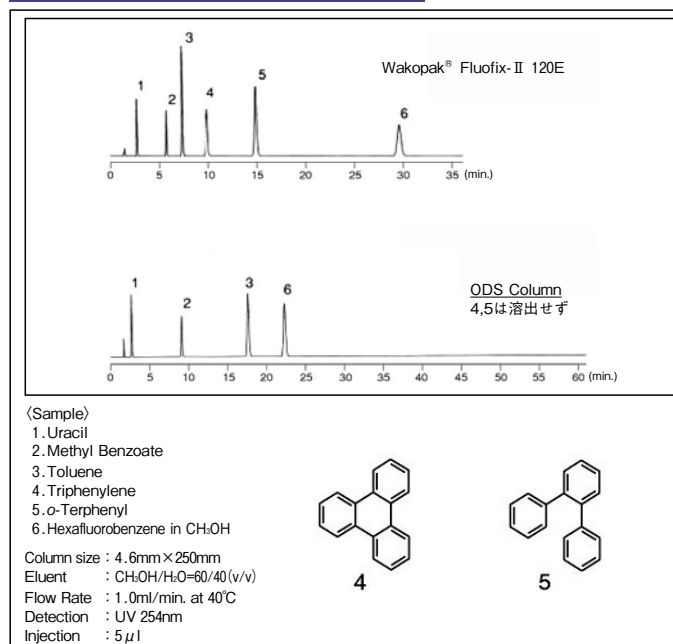 3
1
2
4
5
6
Wakopak® Fluofix-Ⅱ 120E
0 5 10 15 20 25 30 35 (min.)
1
2
3
6
ODS Column
4,5は溶出せず
0 5 10 15 20 25 30 35 40 45 50 55 60 (min.)
〈Sample〉
1.Uracil
2.Methyl Benzoate
3.Toluene
4.Triphenylene
5.o-Terphenyl
6.Hexafluorobenzene in CH₃OH
Column size : 4.6mm×250mm
Eluent : CH₃OH/H₂O=60/40(v/v)
Flow Rate : 1.0ml/min. at 40℃
Detection : UV 254nm
Injection : 5μl
4
5